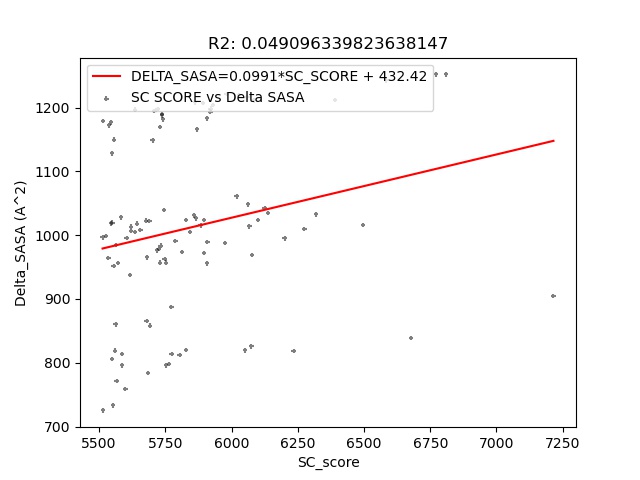 R2: 0.049096339823638147
DELTA_SASA=0.0991*SC_SCORE + 432.42
SC SCORE vs Delta SASA
Delta_SASA (A^2)
1200
1100
1000
900
800
700
5500 5750 6000 6250 6500 6750 7000 7250
SC_score